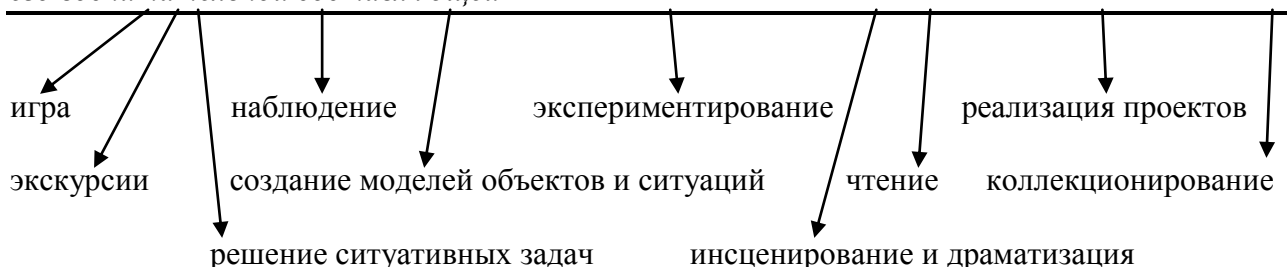 игра наблюдение экспериментирование реализация проектов
экскурсии создание моделей объектов и ситуаций чтение коллекционирование
решение ситуативных задач инсценирование и драматизация